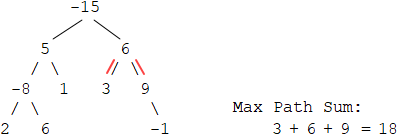 -15
5 6
-8 1 3 9
2 6 -1
Max Path Sum:
3 + 6 + 9 = 18